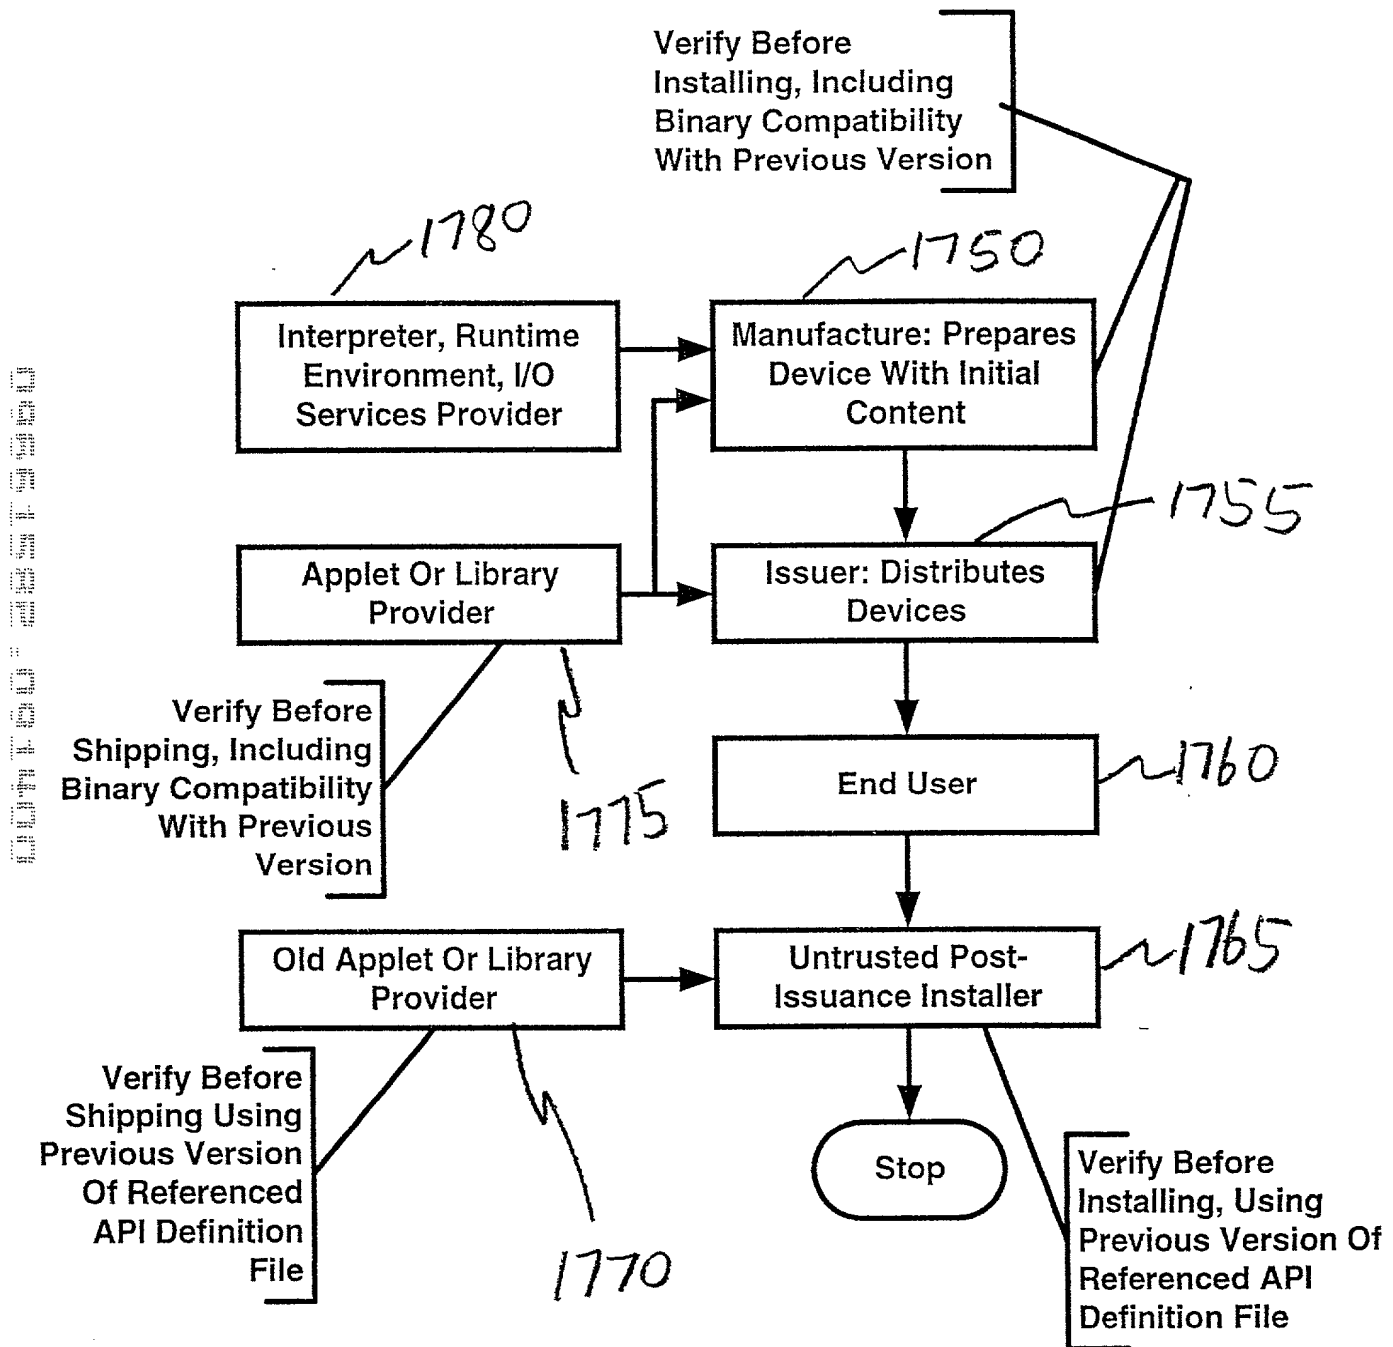 Verify Before
Installing, Including
Binary Compatibility
With Previous Version
1780
1750
Interpreter, Runtime
Environment, I/O
Services Provider
Manufacture: Prepares
Device With Initial
Content
1755
Applet Or Library
Provider
Issuer: Distributes
Devices
Verify Before
Shipping, Including
Binary Compatibility
With Previous
Version
1775
End User
1760
Old Applet Or Library
Provider
Untrusted Post-
Issuance Installer
1765
Verify Before
Shipping Using
Previous Version
Of Referenced
API Definition
File
1770
Stop
Verify Before
Installing, Using
Previous Version Of
Referenced API
Definition File